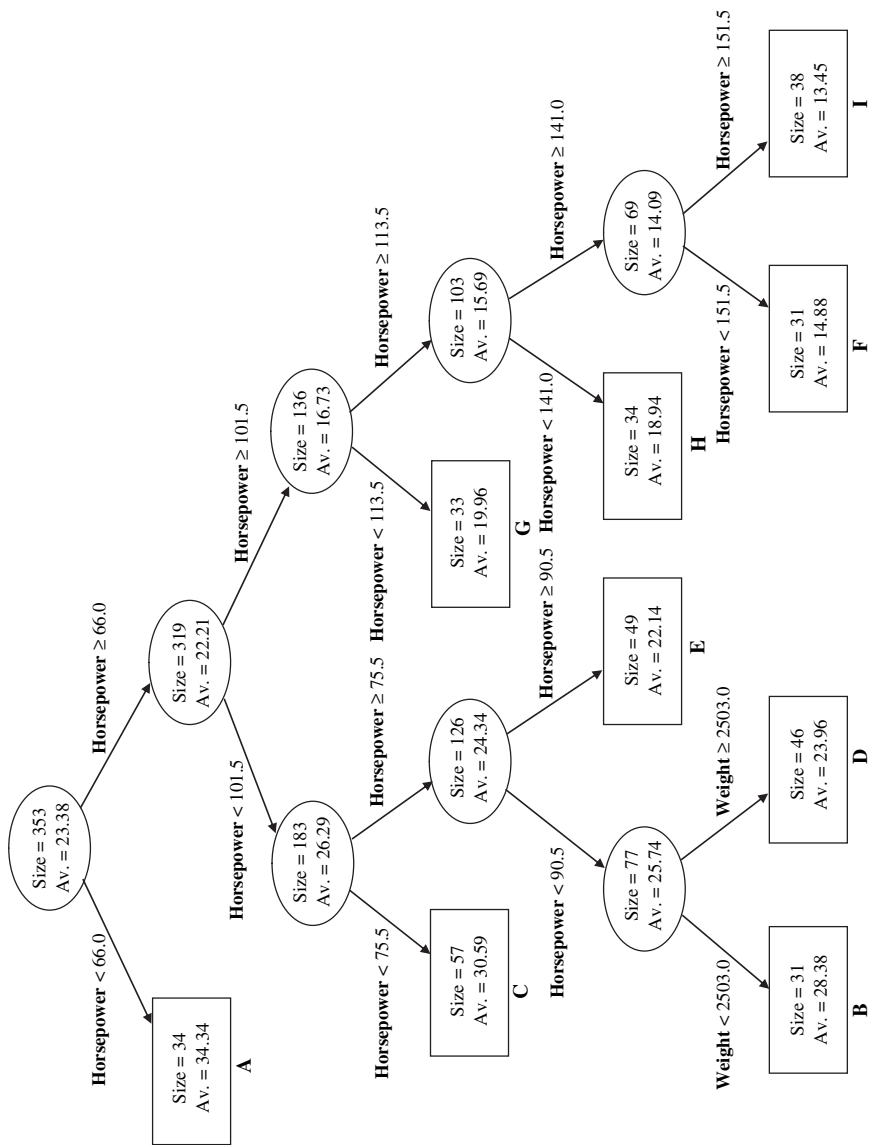 Size = 353
Av. = 23.38
Horsepower < 66.0
Horsepower ≥ 66.0
Size = 34
Av. = 34.34
A
Size = 319
Av. = 22.21
Horsepower < 101.5
Horsepower ≥ 101.5
Size = 183
Av. = 26.29
Size = 136
Av. = 16.73
Horsepower < 75.5
Horsepower ≥ 75.5
Horsepower < 113.5
Horsepower ≥ 113.5
Size = 57
Av. = 30.59
C
Size = 126
Av. = 24.34
Size = 33
Av. = 19.96
G
Size = 103
Av. = 15.69
Horsepower < 90.5
Horsepower ≥ 90.5
Horsepower < 141.0
Horsepower ≥ 141.0
Size = 77
Av. = 25.74
Size = 49
Av. = 22.14
E
Size = 34
Av. = 18.94
H
Size = 69
Av. = 14.09
Weight < 2503.0
Weight ≥ 2503.0
Horsepower < 151.5
Horsepower ≥ 151.5
Size = 31
Av. = 28.38
B
Size = 46
Av. = 23.96
D
Size = 31
Av. = 14.88
F
Size = 38
Av. = 13.45
I